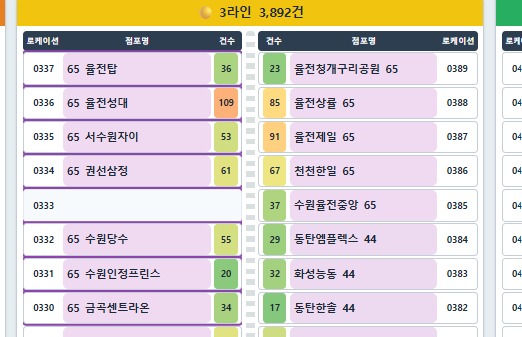 3라인 3,892건
로케이션 점포명 건수 건수 점포명 로케이션
0337 65 율전탑 36 23 율전청개구리공원 65 0389
0336 65 율전성대 109 85 율전상률 65 0388
0335 65 서수원자이 53 91 율전제일 65 0387
0334 65 권선삼정 61 67 천천한일 65 0386
0333 37 수원율전중앙 65 0385
0332 65 수원당수 55 29 동탄엠플렉스 44 0384
0331 65 수원인정프린스 20 32 화성능동 44 0383
0330 65 금곡센트라온 34 17 동탄한솔 44 0382